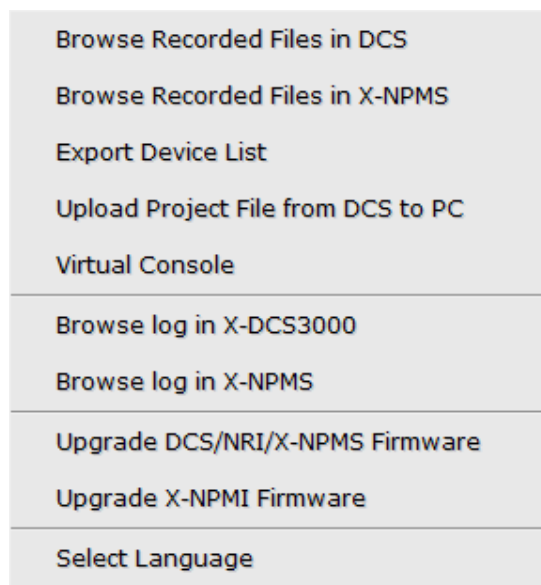 Browse Recorded Files in DCS
Browse Recorded Files in X-NPMS
Export Device List
Upload Project File from DCS to PC
Virtual Console
Browse log in X-DCS3000
Browse log in X-NPMS
Upgrade DCS/NRI/X-NPMS Firmware
Upgrade X-NPMI Firmware
Select Language